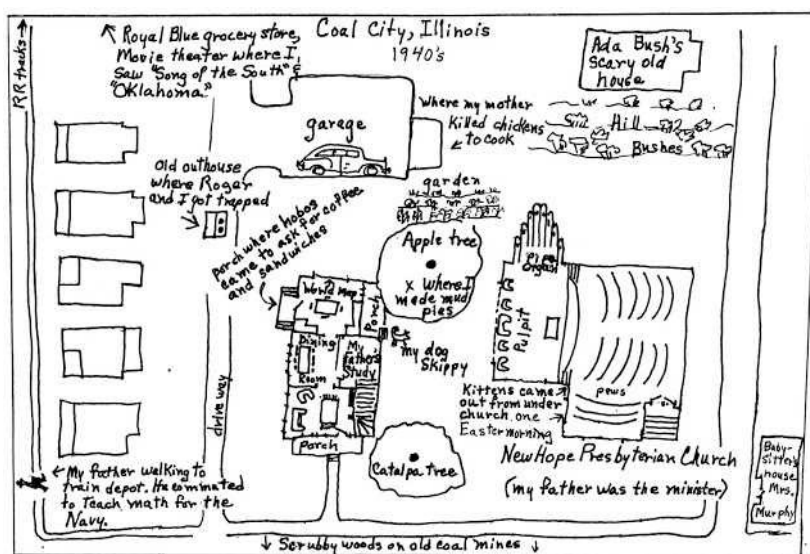 Coal City, Illinois
1940's
RR tracks→
Royal Blue grocery store,
Movie theater where I
saw "Song of the South" &
"OKlahoma."
Ada Bush's
scary old
house
garage
where my mother
Killed chickens
to cook
Hill
Bushes
Old outhouse
where Roger
and I got trapped
porch where hobos
came to ask for coffee
and sandwiches
garden
Apple tree
x where I
made mud
pies
Pipe
Organ
Pulpit
pews
World Map
Porch
Dining
Room
My
Father's
Study
my dog
Skippy
Porch
drive way
Kittens came
out from under
church one
Easter morning
Catalpa tree
New Hope Presbyterian Church
(my father was the minister)
Baby-
Sitter's
house
Mrs.
Murphy
←My father walking to
train depot. He commuted
to Teach math for the
Navy.
↓ Scrubby woods on old coal mines ↓